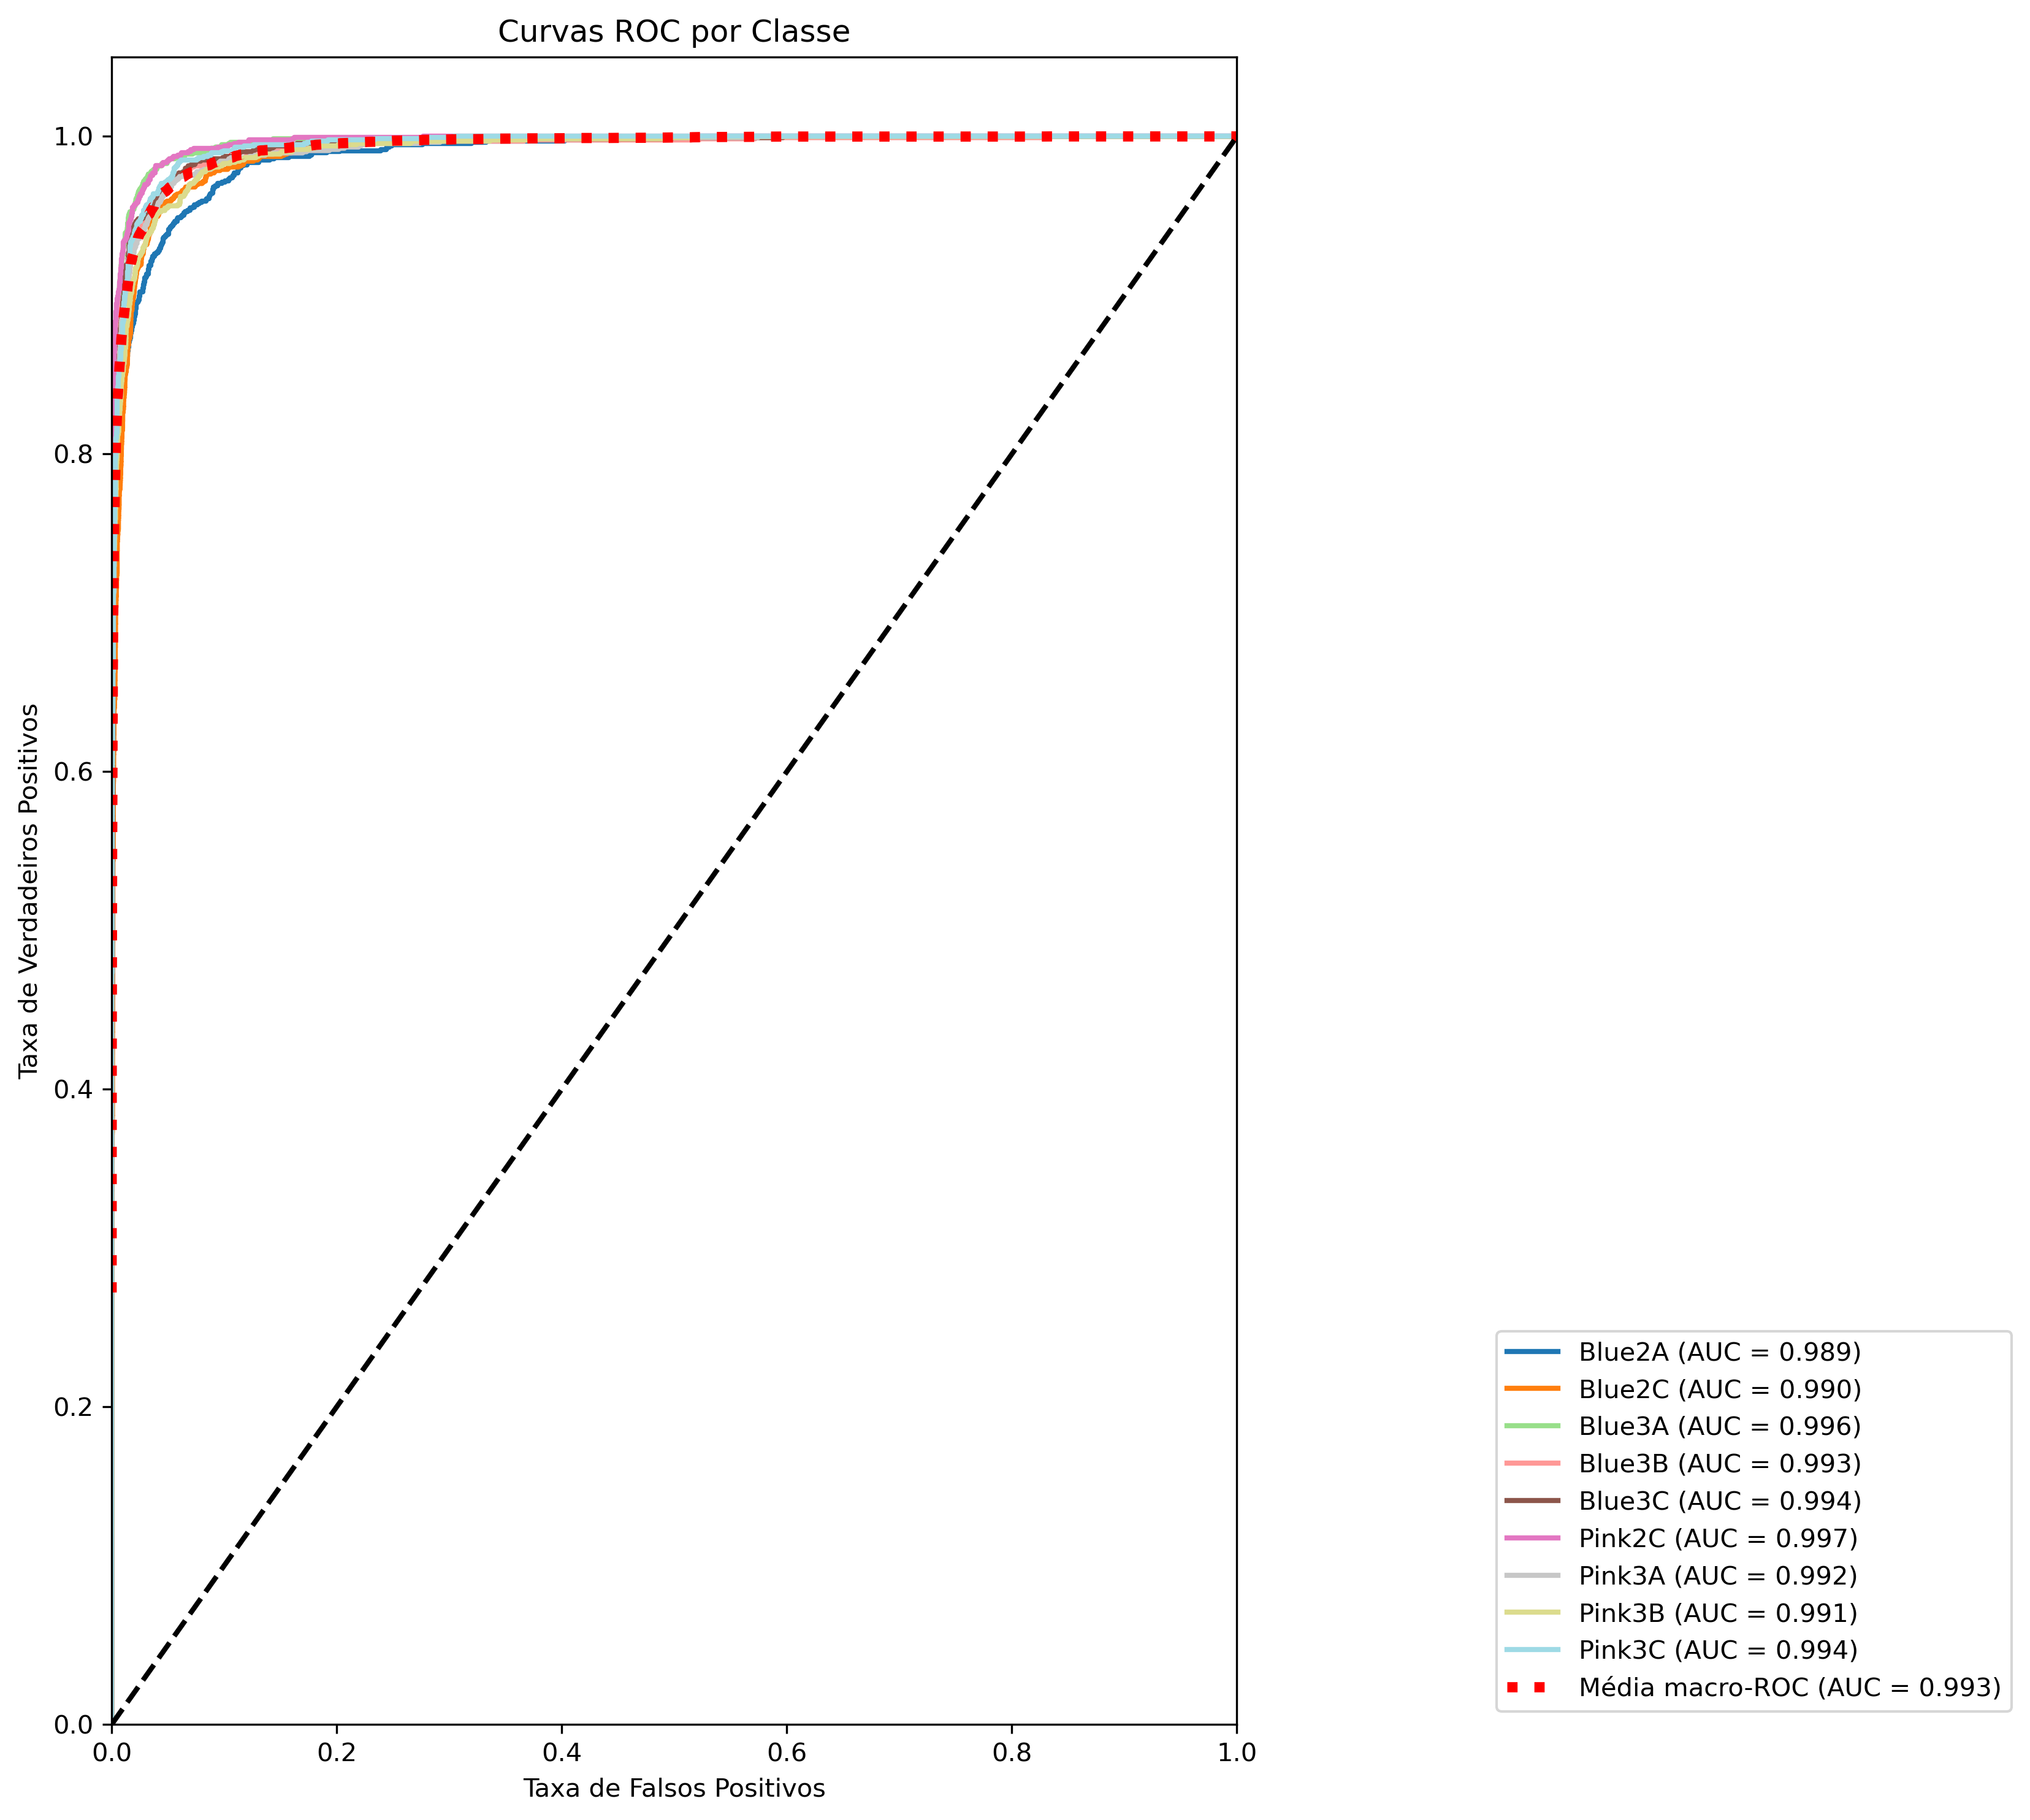 Curvas ROC por Classe
Taxa de Verdadeiros Positivos
1.0
0.8
0.6
0.4
0.2
0.0
0.0 0.2 0.4 0.6 0.8 1.0
Taxa de Falsos Positivos
Blue2A (AUC = 0.989)
Blue2C (AUC = 0.990)
Blue3A (AUC = 0.996)
Blue3B (AUC = 0.993)
Blue3C (AUC = 0.994)
Pink2C (AUC = 0.997)
Pink3A (AUC = 0.992)
Pink3B (AUC = 0.991)
Pink3C (AUC = 0.994)
Média macro-ROC (AUC = 0.993)